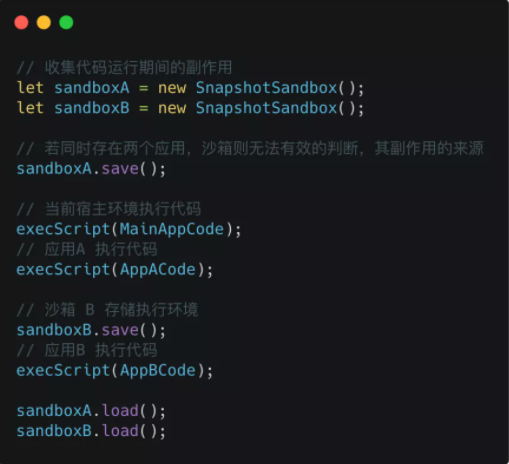 // 收集代码运行期间的副作用
let sandboxA = new SnapshotSandbox();
let sandboxB = new SnapshotSandbox();
// 若同时存在两个应用，沙箱则无法有效的判断，其副作用的来源
sandboxA.save();
// 当前宿主环境执行代码
execScript(MainAppCode);
// 应用A 执行代码
execScript(AppACode);
// 沙箱 B 存储执行环境
sandboxB.save();
// 应用B 执行代码
execScript(AppBCode);
sandboxA.load();
sandboxB.load();